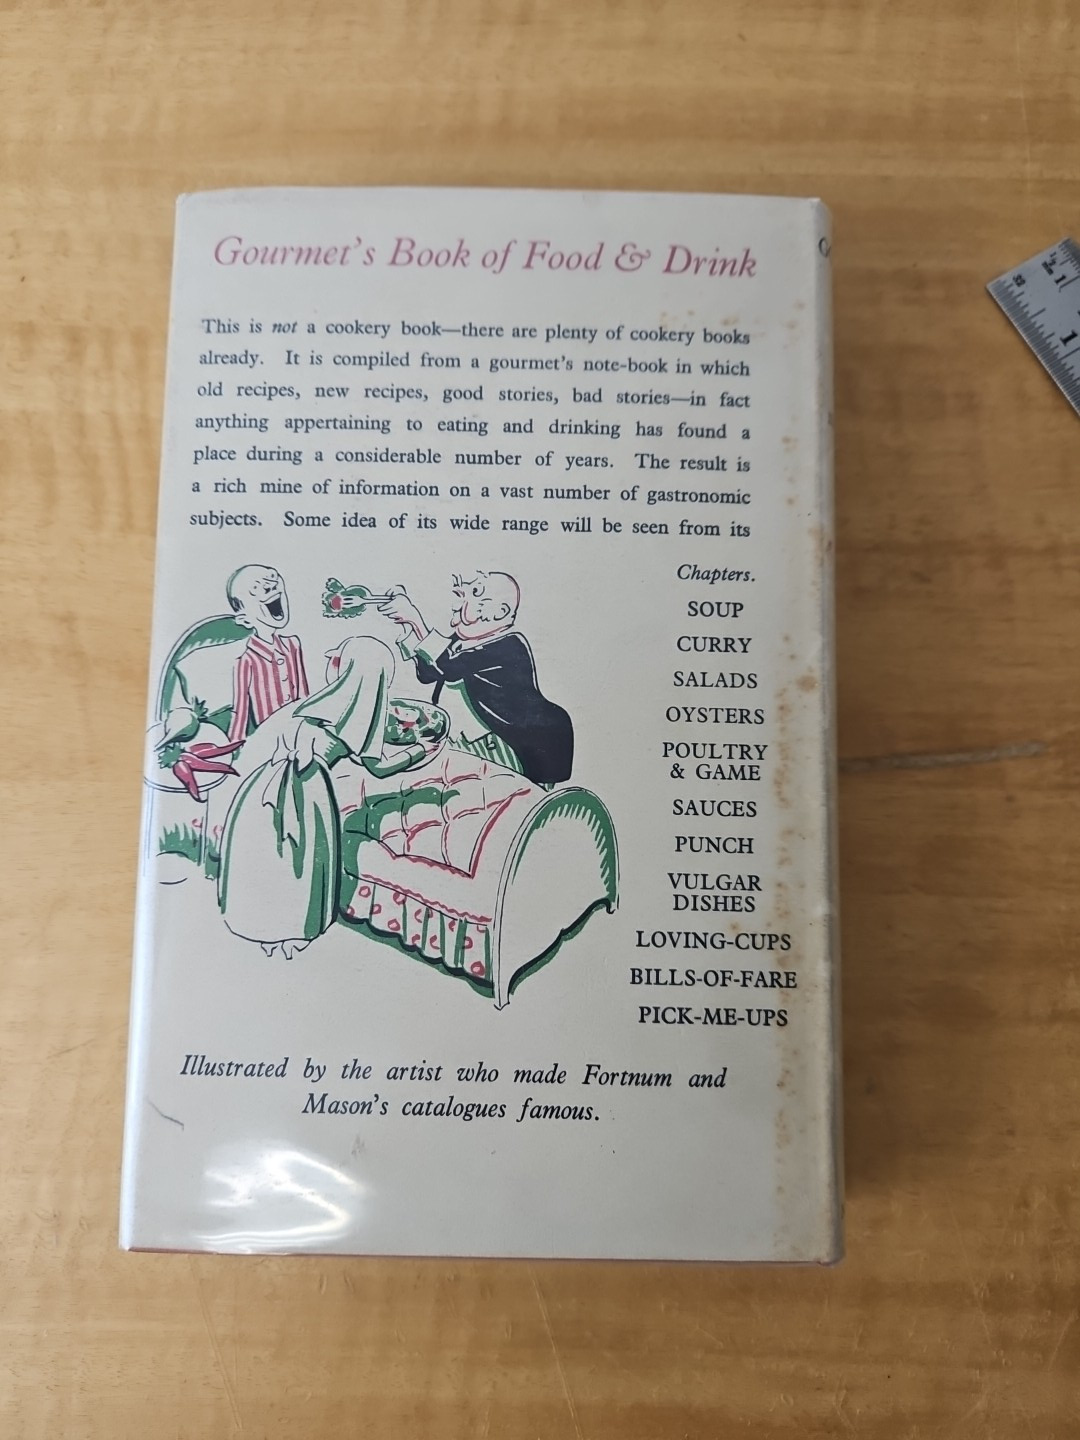 Gourmet's Book of Food & Drink
This is not a cookery book—there are plenty of cookery books
already. It is compiled from a gourmet's note-book in which
old recipes, new recipes, good stories, bad stories—in fact
anything appertaining to eating and drinking has found a
place during a considerable number of years. The result is
a rich mine of information on a vast number of gastronomic
subjects. Some idea of its wide range will be seen from its
Chapters.
SOUP
CURRY
SALADS
OYSTERS
POULTRY
& GAME
SAUCES
PUNCH
VULGAR
DISHES
LOVING-CUPS
BILLS-OF-FARE
PICK-ME-UPS
Illustrated by the artist who made Fortnum and
Mason's catalogues famous.
32
1